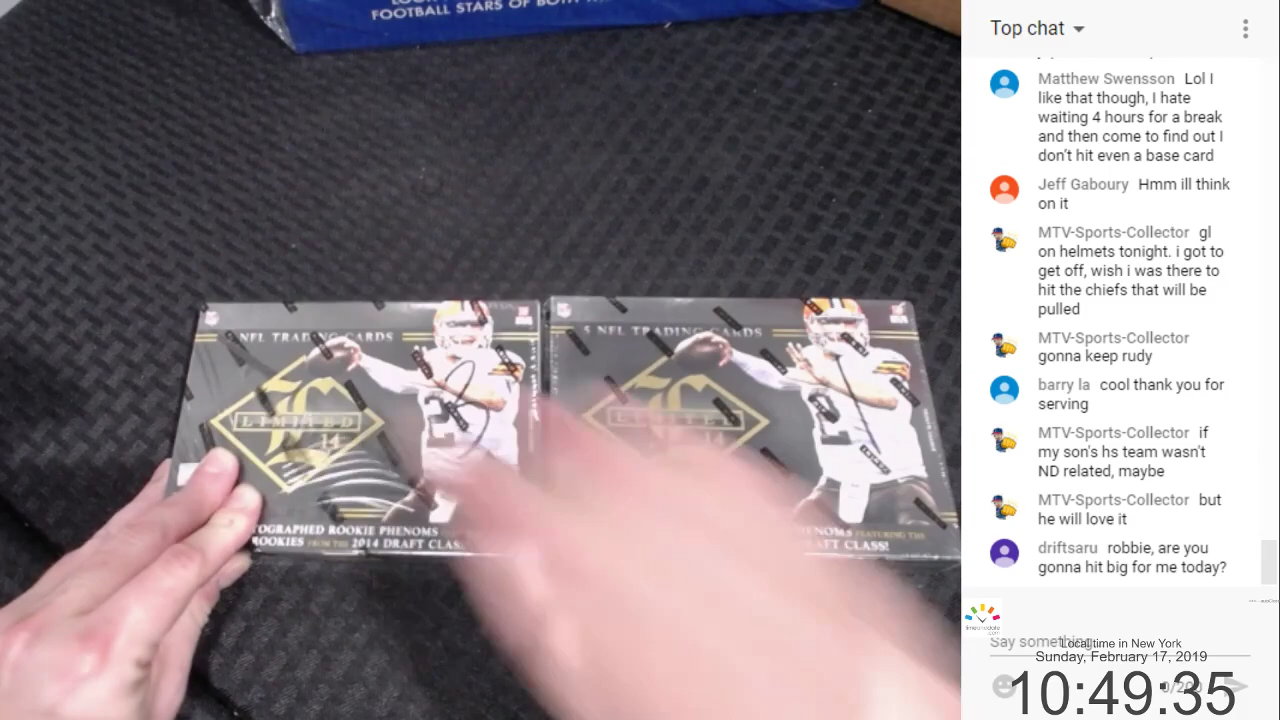 FOOTBALL STARS OF BOTH
NFL TRADING CARDS
LIMITED
14
TOGRAPHED ROOKIE PHENOMS
ROOKIES FROM THE 2014 DRAFT CLASS!
5 NFL TRADING CARDS
LIMITED
14
PHENOMS FEATURING THE
DRAFT CLASS!
Top chat
Matthew Swensson Lol I
like that though, I hate
waiting 4 hours for a break
and then come to find out I
don't hit even a base card
Jeff Gaboury Hmm ill think
on it
MTV-Sports-Collector gl
on helmets tonight. i got to
get off, wish i was there to
hit the chiefs that will be
pulled
MTV-Sports-Collector
gonna keep rudy
barry la cool thank you for
serving
MTV-Sports-Collector if
my son's hs team wasn't
ND related, maybe
MTV-Sports-Collector but
he will love it
driftsaru robbie, are you
gonna hit big for me today?
Say something...
Local time in New York
Sunday, February 17, 2019
10:49:35